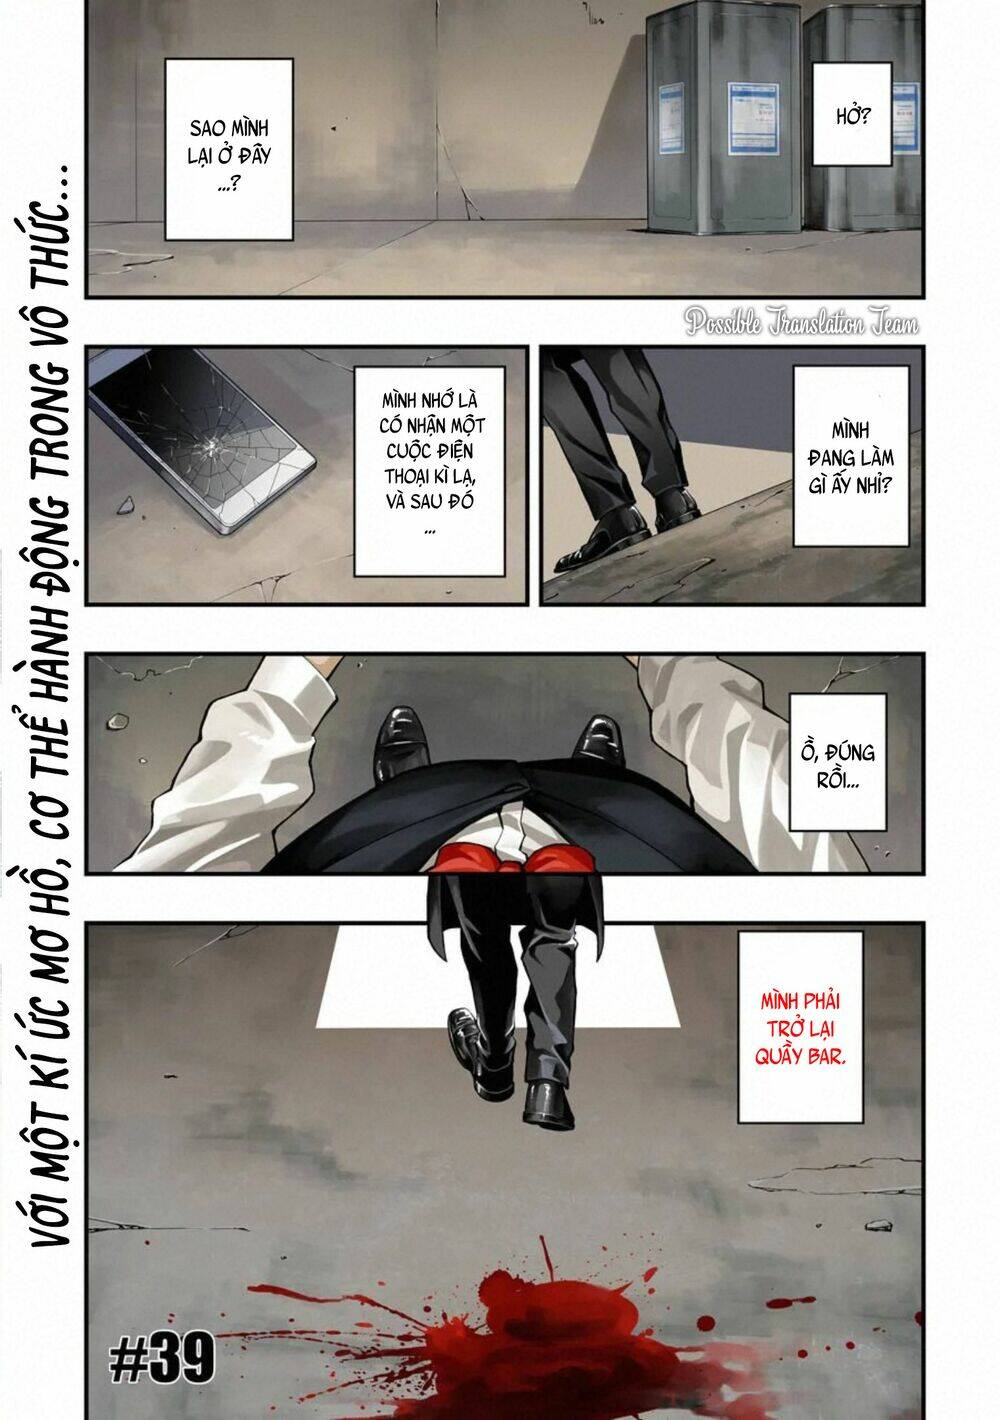 HỞ?
SAO MÌNH
LẠI Ở ĐÂY
...?
Possible Translation Team
MÌNH
ĐANG LÀM
GÌ ẤY NHỈ?
MÌNH NHỚ LÀ
CÓ NHẬN MỘT
CUỘC ĐIỆN
THOẠI KÌ LẠ,
VÀ SAU ĐÓ
...
Ồ, ĐÚNG
RỒI...
MÌNH PHẢI
TRỞ LẠI
QUẦY BAR.
VỚI MỘT KÍ ỨC MƠ HỒ, CƠ THỂ HÀNH ĐỘNG TRONG VÔ THỨC...
#39